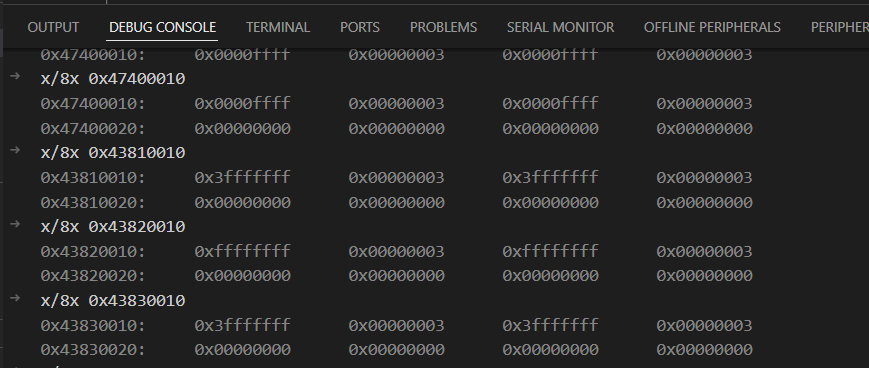 OUTPUT DEBUG CONSOLE TERMINAL PORTS PROBLEMS SERIAL MONITOR OFFLINE PERIPHERALS PERIPHER
0x47400010: 0x0000ffff 0x00000003 0x0000ffff 0x00000003
→ x/8x 0x47400010
0x47400010: 0x0000ffff 0x00000003 0x0000ffff 0x00000003
0x47400020: 0x00000000 0x00000000 0x00000000 0x00000000
→ x/8x 0x43810010
0x43810010: 0x3fffffff 0x00000003 0x3fffffff 0x00000003
0x43810020: 0x00000000 0x00000000 0x00000000 0x00000000
→ x/8x 0x43820010
0x43820010: 0xffffffff 0x00000003 0xffffffff 0x00000003
0x43820020: 0x00000000 0x00000000 0x00000000 0x00000000
→ x/8x 0x43830010
0x43830010: 0x3fffffff 0x00000003 0x3fffffff 0x00000003
0x43830020: 0x00000000 0x00000000 0x00000000 0x00000000